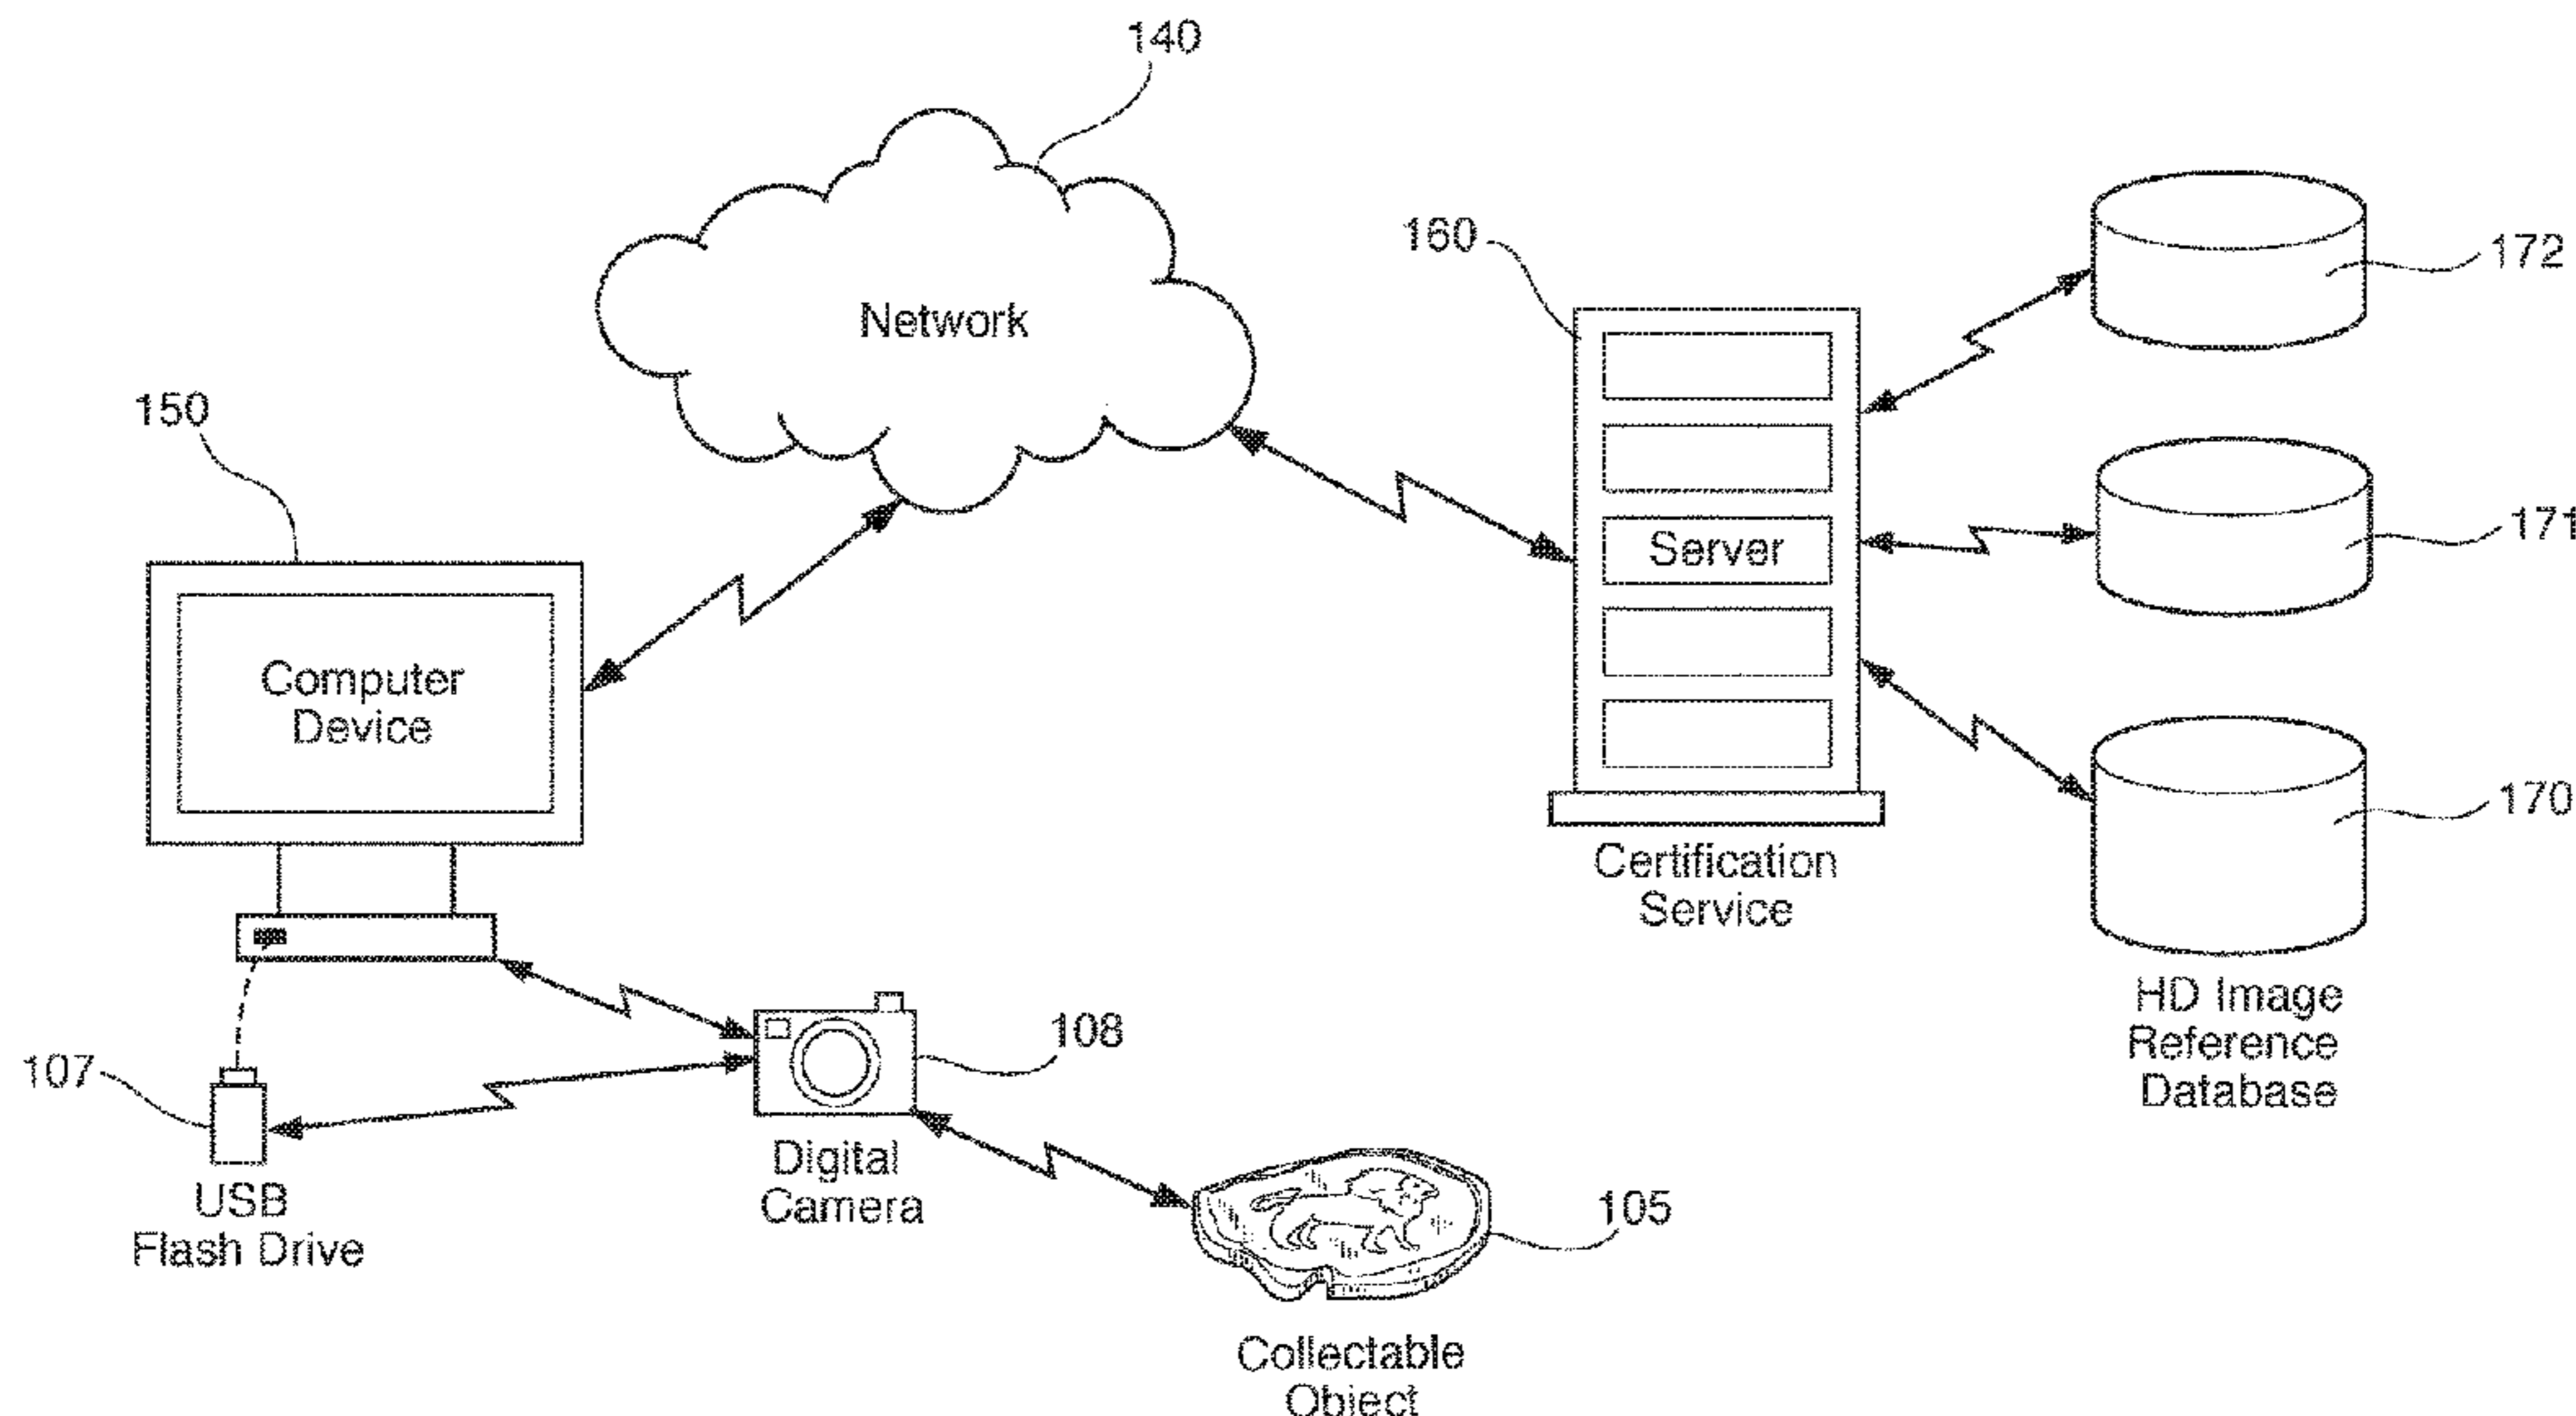 140
Network
160
172
150
Server
171
Computer
Device
170
Certification
Service
HD Image
Reference
Database
107
108
USB
Flash Drive
Digital
Camera
105
Collectable
Object